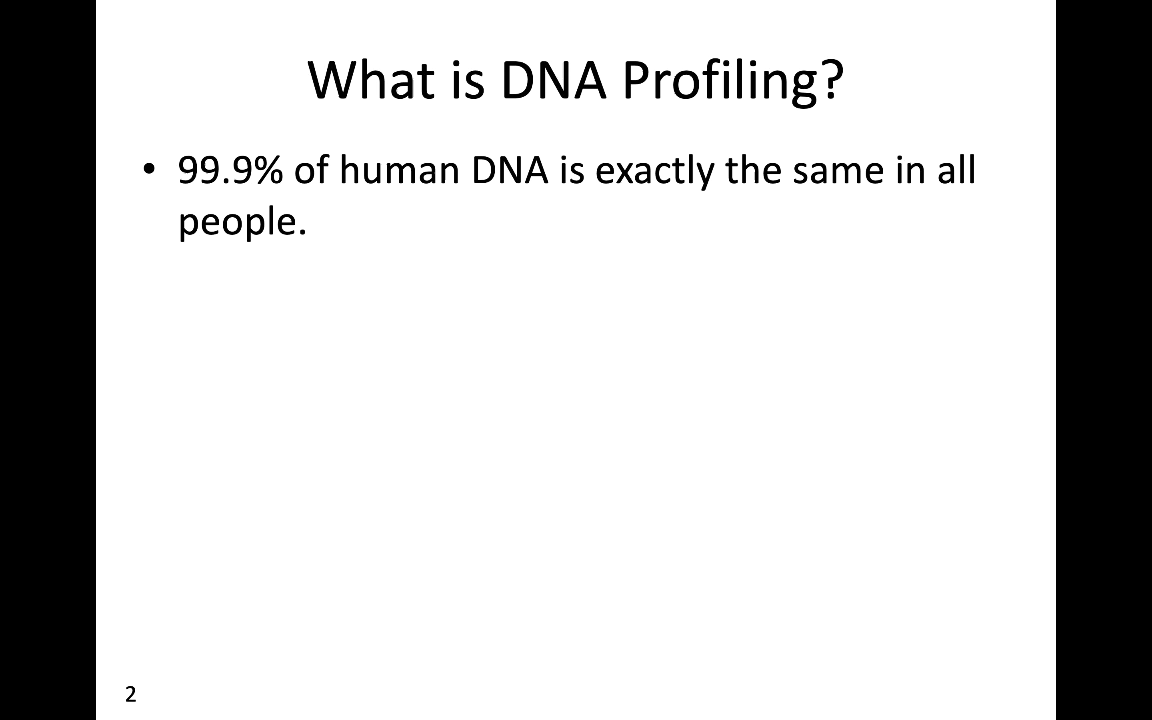 What is DNA Profiling?
• 99.9% of human DNA is exactly the same in all
people.
2